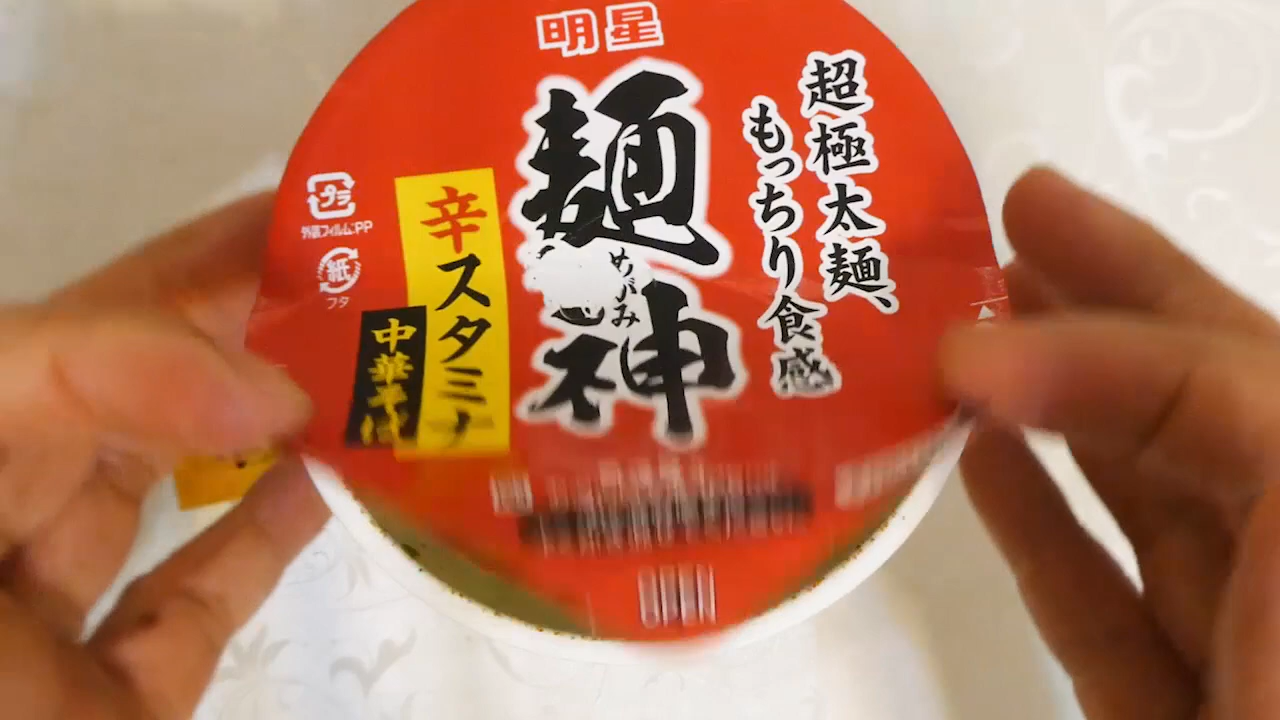 明星
超極太麺、
もっちり食感
麺神
めがみ
辛スタミナ
中華そば
プラ
外装フィルム:PP
紙
フタ
OPEN